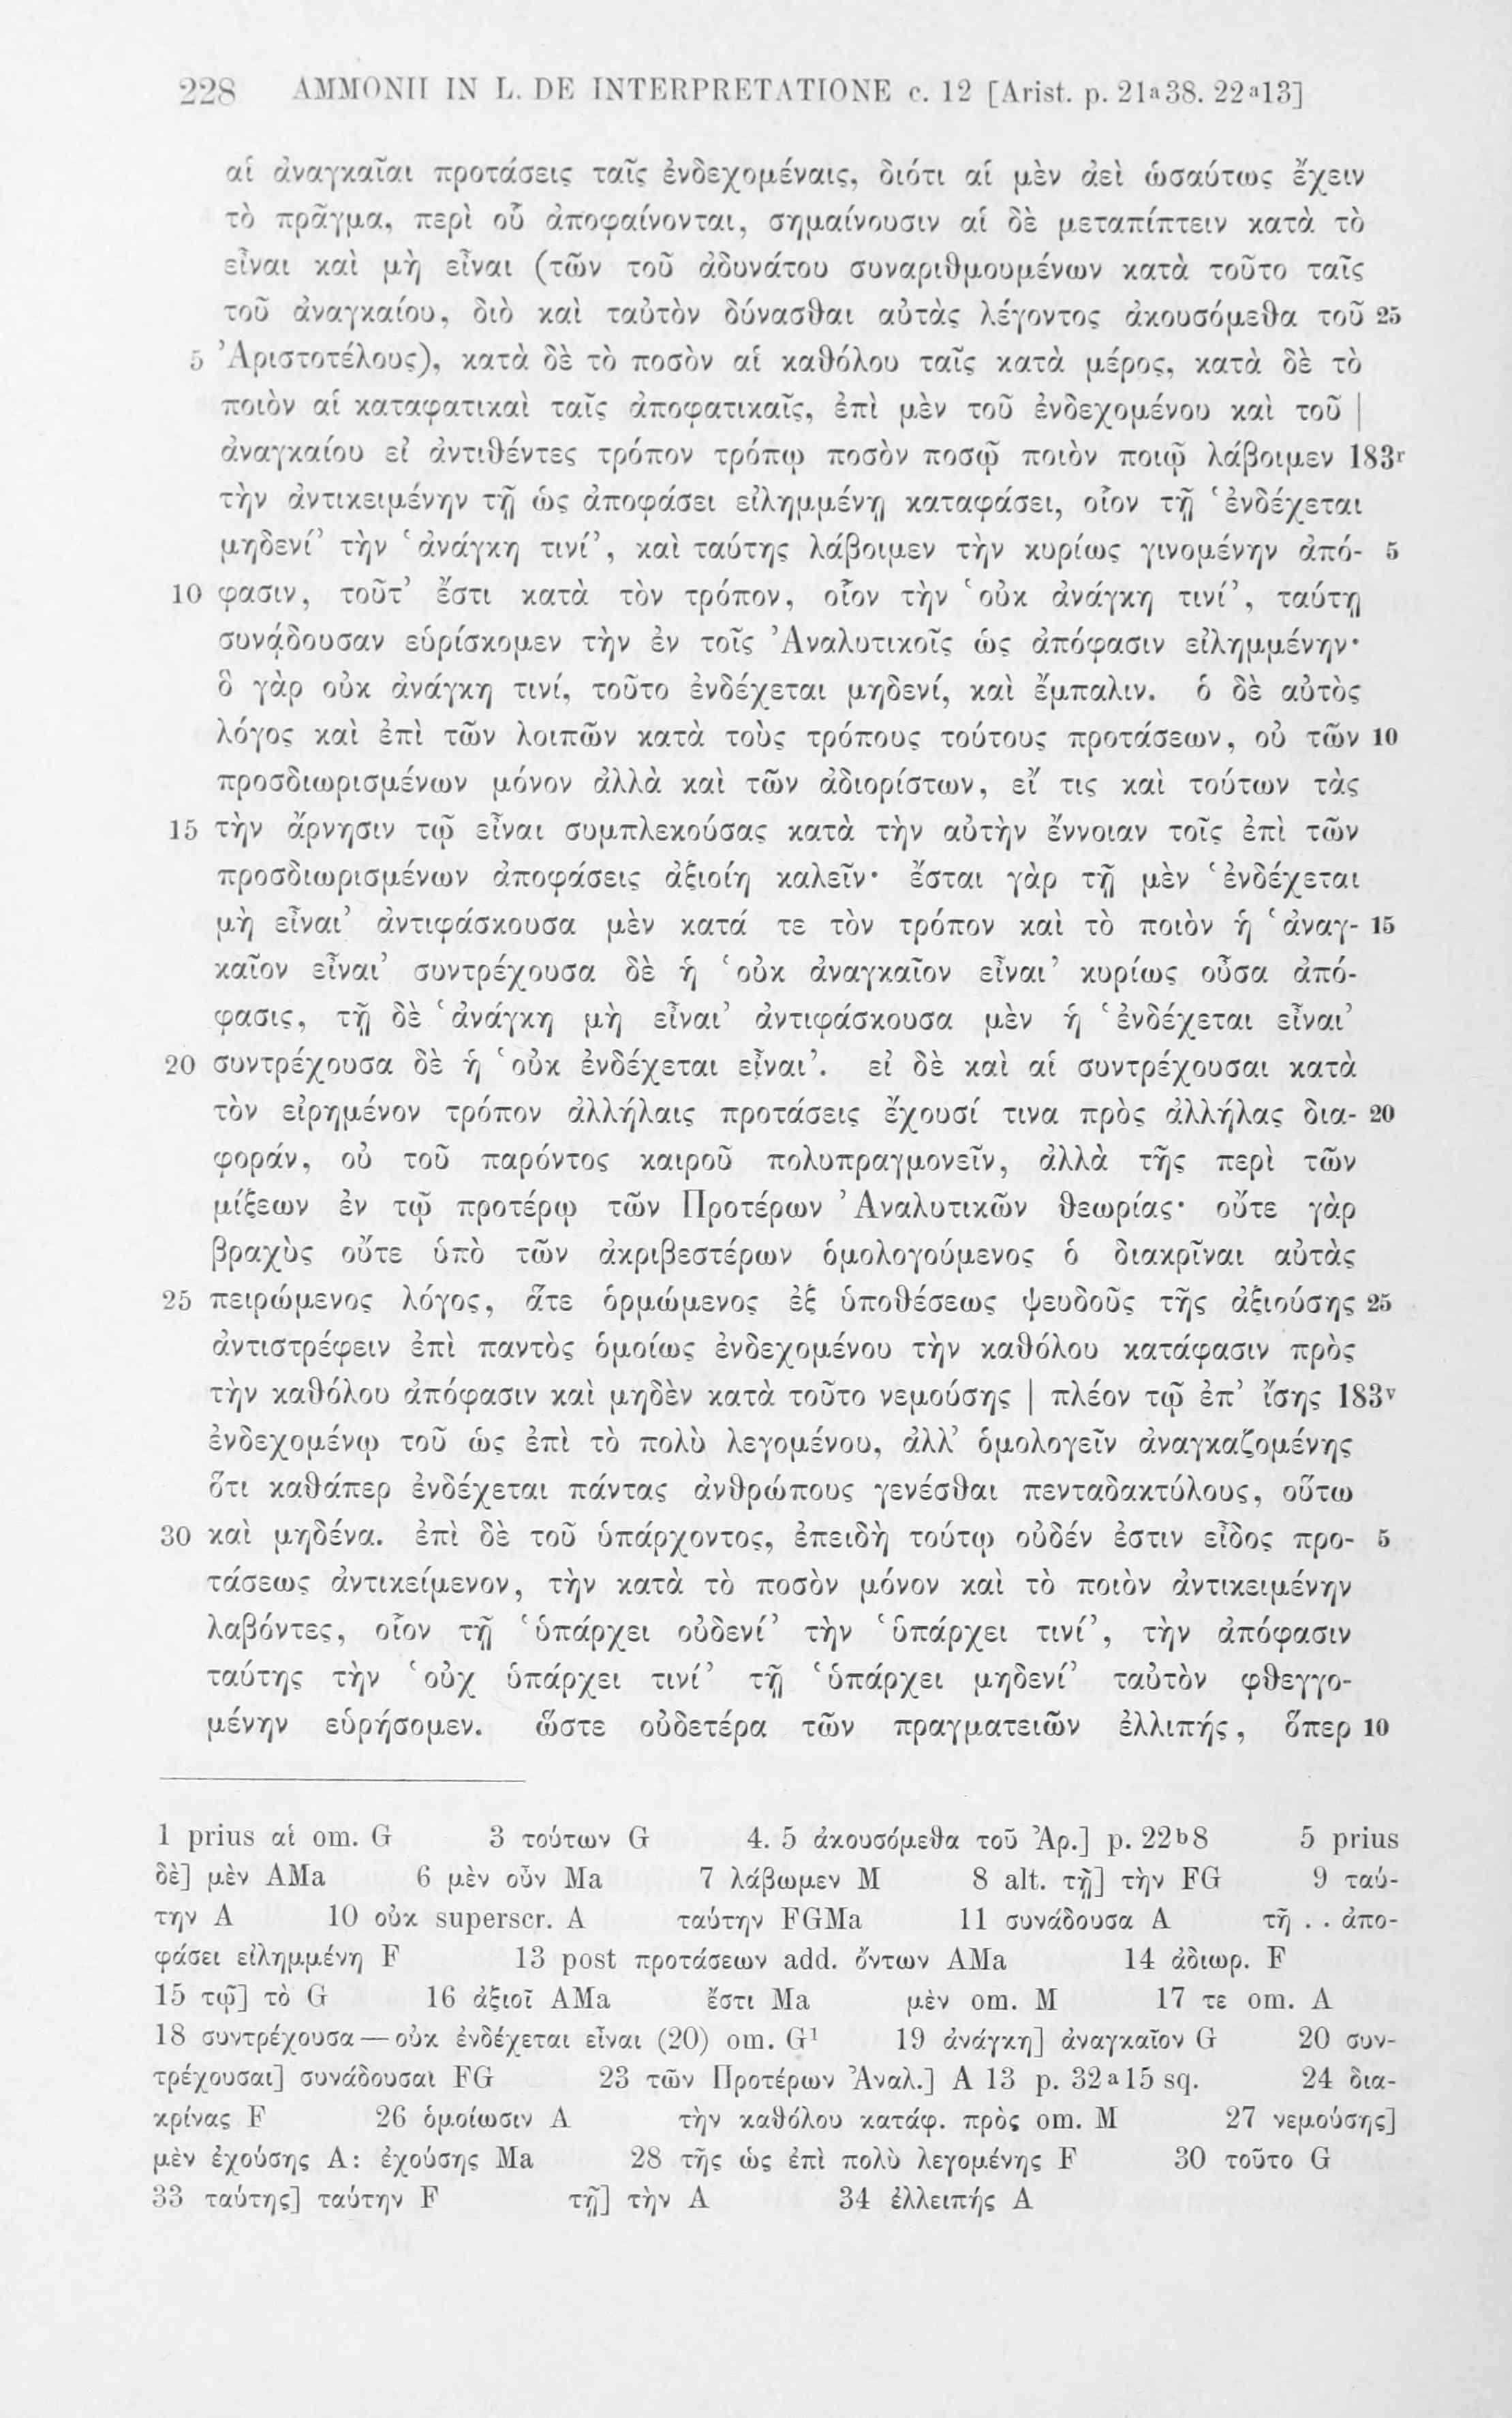 228 AMMONII IN L. DE INTERPRETATIONE c. 12 [Arist. p. 21ᵃ38. 22ᵃ13]
αἱ ἀναγκαῖαι προτάσεις ταῖς ἐνδεχομέναις, διότι αἱ μὲν ἀεὶ ὡσαύτως ἔχειν
τὸ πρᾶγμα, περὶ οὗ ἀποφαίνονται, σημαίνουσιν αἱ δὲ μεταπίπτειν κατὰ τὸ
εἶναι καὶ μὴ εἶναι (τῶν τοῦ ἀδυνάτου συναριθμουμένων κατὰ τοῦτο ταῖς
τοῦ ἀναγκαίου, διὸ καὶ ταὐτὸν δύνασθαι αὐτὰς λέγοντος ἀκουσόμεθα τοῦ 25
5 Ἀριστοτέλους), κατὰ δὲ τὸ ποσὸν αἱ καθόλου ταῖς κατὰ μέρος, κατὰ δὲ τὸ
ποιὸν αἱ καταφατικαὶ ταῖς ἀποφατικαῖς, ἐπὶ μὲν τοῦ ἐνδεχομένου καὶ τοῦ |
ἀναγκαίου εἰ ἀντιθέντες τρόπον τρόπῳ ποσὸν ποσῷ ποιὸν ποιῷ λάβοιμεν 183ʳ
τὴν ἀντικειμένην τῇ ὡς ἀποφάσει εἰλημμένῃ καταφάσει, οἷον τῇ ‘ἐνδέχεται
μηδενί’ τὴν ‘ἀνάγκη τινί’, καὶ ταύτης λάβοιμεν τὴν κυρίως γινομένην ἀπό- 5
10 φασιν, τοῦτ’ ἔστι κατὰ τὸν τρόπον, οἷον τὴν ‘οὐκ ἀνάγκη τινί’, ταύτῃ
συνᾴδουσαν εὑρίσκομεν τὴν ἐν τοῖς Ἀναλυτικοῖς ὡς ἀπόφασιν εἰλημμένην·
ὃ γὰρ οὐκ ἀνάγκη τινί, τοῦτο ἐνδέχεται μηδενί, καὶ ἔμπαλιν. ὁ δὲ αὐτὸς
λόγος καὶ ἐπὶ τῶν λοιπῶν κατὰ τοὺς τρόπους τούτους προτάσεων, οὐ τῶν 10
προσδιωρισμένων μόνον ἀλλὰ καὶ τῶν ἀδιορίστων, εἴ τις καὶ τούτων τὰς
15 τὴν ἄρνησιν τῷ εἶναι συμπλεκούσας κατὰ τὴν αὐτὴν ἔννοιαν τοῖς ἐπὶ τῶν
προσδιωρισμένων ἀποφάσεις ἀξιοίη καλεῖν· ἔσται γὰρ τῇ μὲν ‘ἐνδέχεται
μὴ εἶναι’ ἀντιφάσκουσα μὲν κατά τε τὸν τρόπον καὶ τὸ ποιὸν ἡ ‘ἀναγ- 15
καῖον εἶναι’ συντρέχουσα δὲ ἡ ‘οὐκ ἀναγκαῖον εἶναι’ κυρίως οὖσα ἀπό-
φασις, τῇ δὲ ‘ἀνάγκη μὴ εἶναι’ ἀντιφάσκουσα μὲν ἡ ‘ἐνδέχεται εἶναι’
20 συντρέχουσα δὲ ἡ ‘οὐκ ἐνδέχεται εἶναι’. εἰ δὲ καὶ αἱ συντρέχουσαι κατὰ
τὸν εἰρημένον τρόπον ἀλλήλαις προτάσεις ἔχουσί τινα πρὸς ἀλλήλας δια- 20
φοράν, οὐ τοῦ παρόντος καιροῦ πολυπραγμονεῖν, ἀλλὰ τῆς περὶ τῶν
μίξεων ἐν τῷ προτέρῳ τῶν Προτέρων Ἀναλυτικῶν θεωρίας· οὔτε γὰρ
βραχὺς οὔτε ὑπὸ τῶν ἀκριβεστέρων ὁμολογούμενος ὁ διακρῖναι αὐτὰς
25 πειρώμενος λόγος, ἅτε ὁρμώμενος ἐξ ὑποθέσεως ψευδοῦς τῆς ἀξιούσης 25
ἀντιστρέφειν ἐπὶ παντὸς ὁμοίως ἐνδεχομένου τὴν καθόλου κατάφασιν πρὸς
τὴν καθόλου ἀπόφασιν καὶ μηδὲν κατὰ τοῦτο νεμούσης | πλέον τῷ ἐπ’ ἴσης 183ᵛ
ἐνδεχομένῳ τοῦ ὡς ἐπὶ τὸ πολὺ λεγομένου, ἀλλ’ ὁμολογεῖν ἀναγκαζομένης
ὅτι καθάπερ ἐνδέχεται πάντας ἀνθρώπους γενέσθαι πενταδακτύλους, οὕτω
30 καὶ μηδένα. ἐπὶ δὲ τοῦ ὑπάρχοντος, ἐπειδὴ τούτῳ οὐδέν ἐστιν εἶδος προ- 5
τάσεως ἀντικείμενον, τὴν κατὰ τὸ ποσὸν μόνον καὶ τὸ ποιὸν ἀντικειμένην
λαβόντες, οἷον τῇ ‘ὑπάρχει οὐδενί’ τὴν ‘ὑπάρχει τινί’, τὴν ἀπόφασιν
ταύτης τὴν ‘οὐχ ὑπάρχει τινί’ τῇ ‘ὑπάρχει μηδενί’ ταὐτὸν φθεγγο-
μένην εὑρήσομεν. ὥστε οὐδετέρα τῶν πραγματειῶν ἐλλιπής, ὅπερ 10
1 prius αἱ om. G 3 τούτων G 4. 5 ἀκουσόμεθα τοῦ Ἀρ.] p. 22ᵇ8 5 prius
δὲ] μὲν AMa 6 μὲν οὖν Ma 7 λάβωμεν M 8 alt. τῇ] τὴν FG 9 ταύ-
την A 10 οὐκ superscr. A ταύτην FGMa 11 συνάδουσα A τῇ . . ἀπο-
φάσει εἰλημμένη F 13 post προτάσεων add. ὄντων AMa 14 ἀδιωρ. F
15 τῷ] τὸ G 16 ἀξιοῖ AMa ἔστι Ma μὲν om. M 17 τε om. A
18 συντρέχουσα — οὐκ ἐνδέχεται εἶναι (20) om. G¹ 19 ἀνάγκη] ἀναγκαῖον G 20 συν-
τρέχουσαι] συνάδουσαι FG 23 τῶν Προτέρων Ἀναλ.] A 13 p. 32ᵃ15 sq. 24 δια-
κρίνας F 26 ὁμοίωσιν A τὴν καθόλου κατάφ. πρὸς om. M 27 νεμούσης]
μὲν ἐχούσης A: ἐχούσης Ma 28 τῆς ὡς ἐπὶ πολὺ λεγομένης F 30 τοῦτο G
33 ταύτης] ταύτην F τῇ] τὴν A 34 ἐλλειπής A